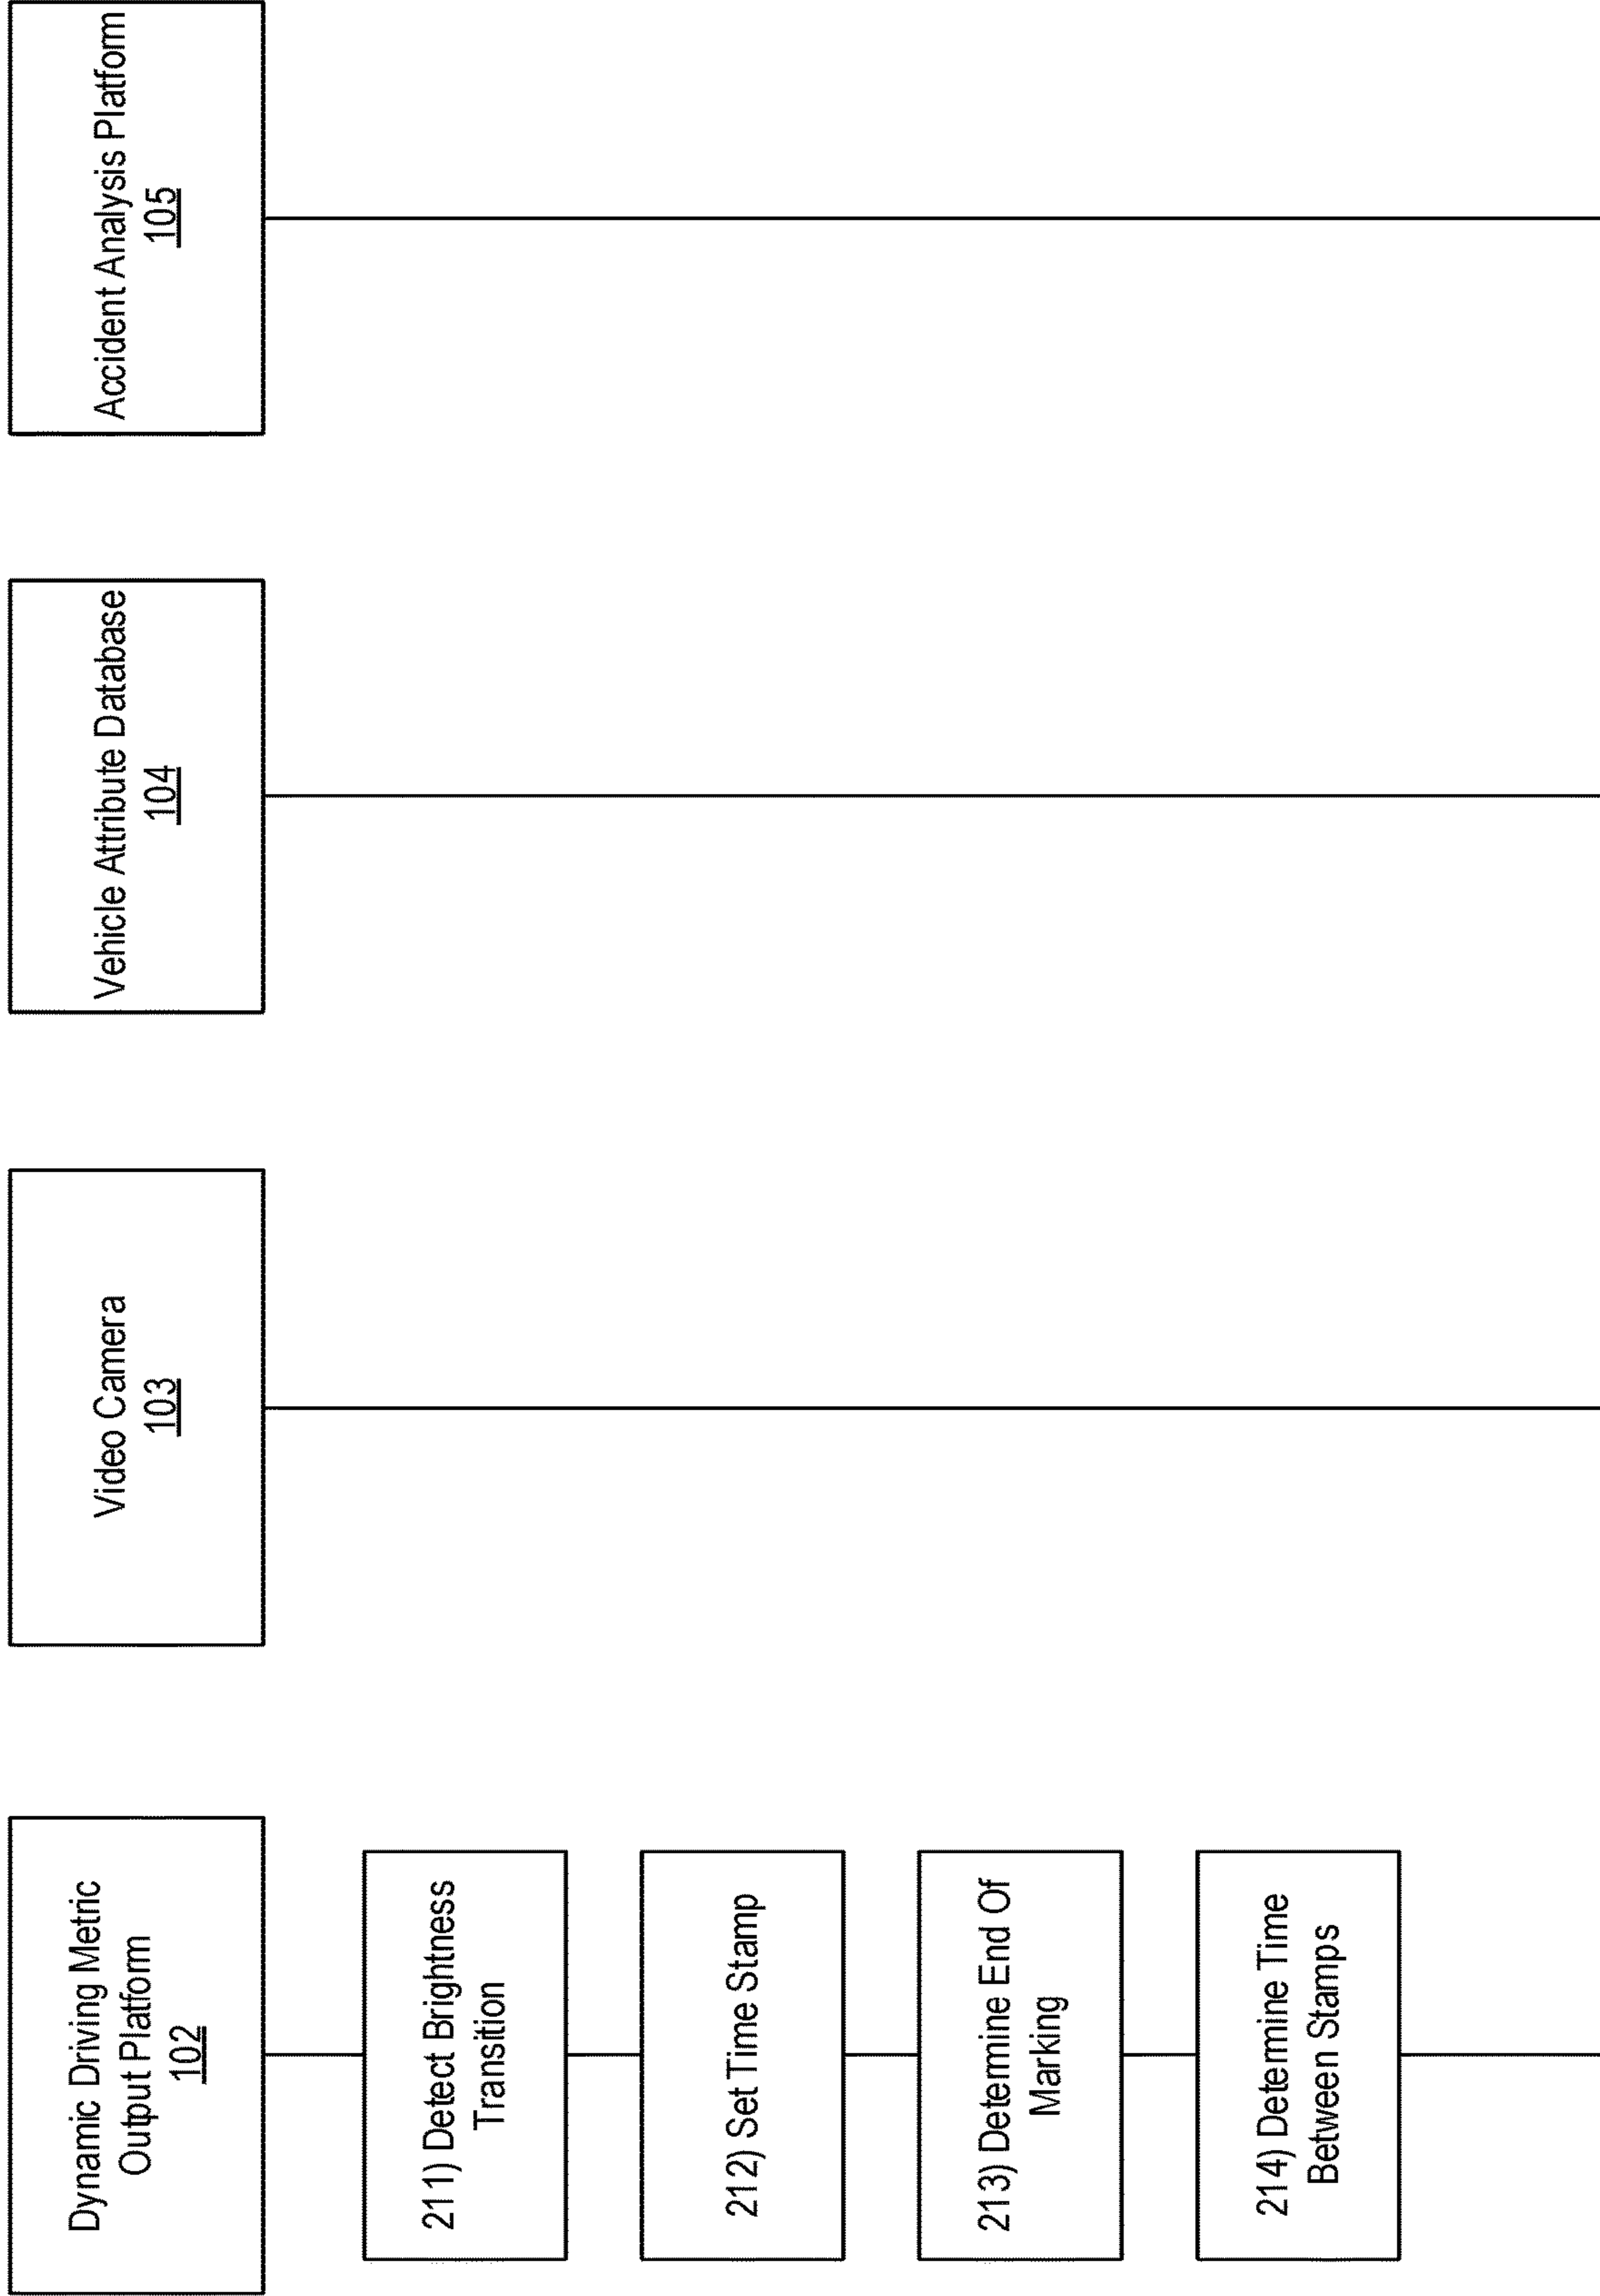 Dynamic Driving Metric
Output Platform
102
Video Camera
103
Vehicle Attribute Database
104
Accident Analysis Platform
105
211) Detect Brightness
Transition
212) Set Time Stamp
213) Determine End Of
Marking
214) Determine Time
Between Stamps